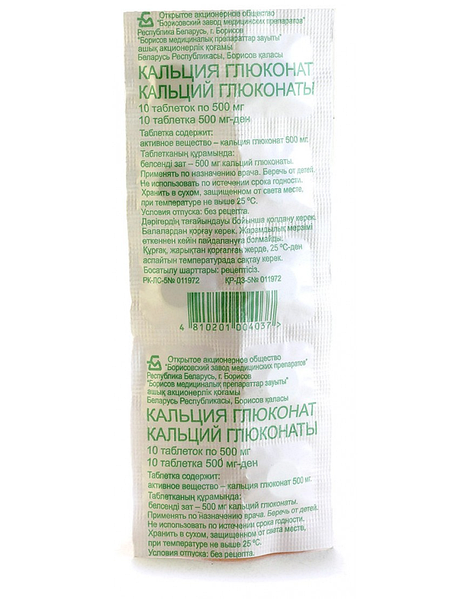 Открытое акционерное общество
"Борисовский завод медицинских препаратов"
Республика Беларусь, г. Борисов
"Борисов медициналық препараттар зауыты"
ашық акционерлік қоғамы
Беларусь Республикасы, Борисов қаласы
КАЛЬЦИЯ ГЛЮКОНАТ
КАЛЬЦИЙ ГЛЮКОНАТЫ
10 таблеток по 500 мг
10 таблетка 500 мг-ден
Таблетка содержит:
активное вещество – кальция глюконат 500 мг.
Таблетканың құрамында:
белсенді зат – 500 мг кальций глюконаты.
Применять по назначению врача. Беречь от детей.
Не использовать по истечении срока годности.
Хранить в сухом, защищенном от света месте,
при температуре не выше 25 °С.
Условия отпуска: без рецепта.
Дәрігердің тағайындауы бойынша қолдану керек.
Балалардан қорғау керек. Жарамдылық мерзімі
өткеннен кейін пайдалануға болмайды.
Құрғақ, жарықтан қорғалған жерде, 25 °С-ден
аспайтын температурада сақтау керек.
Босатылу шарттары: рецептісіз.
РК-ЛС-5№ 011972 ҚР-ДЗ-5№ 011972
4 810201 004037 >
Открытое акционерное общество
"Борисовский завод медицинских препаратов"
Республика Беларусь, г. Борисов
"Борисов медициналық препараттар зауыты"
ашық акционерлік қоғамы
Беларусь Республикасы, Борисов қаласы
КАЛЬЦИЯ ГЛЮКОНАТ
КАЛЬЦИЙ ГЛЮКОНАТЫ
10 таблеток по 500 мг
10 таблетка 500 мг-ден
Таблетка содержит:
активное вещество – кальция глюконат 500 мг.
Таблетканың құрамында:
белсенді зат – 500 мг кальций глюконаты.
Применять по назначению врача. Беречь от детей.
Не использовать по истечении срока годности.
Хранить в сухом, защищенном от света месте,
при температуре не выше 25 °С.
Условия отпуска: без рецепта.